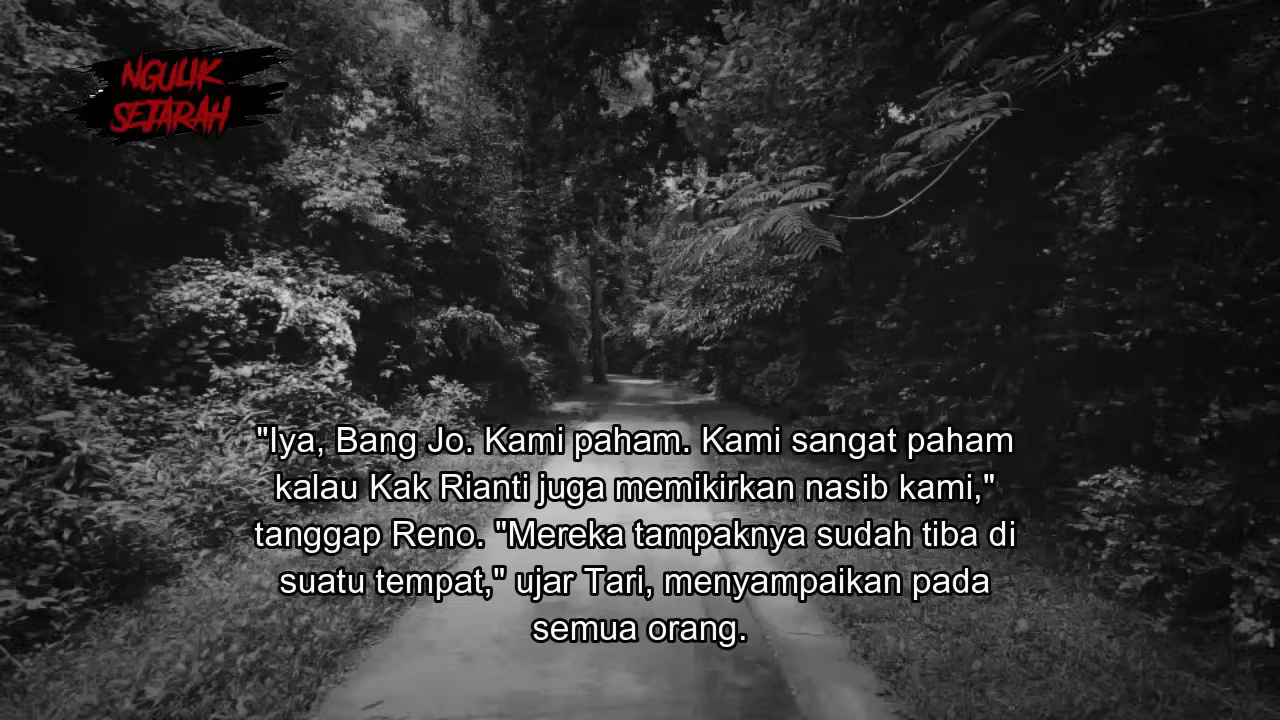 NGULIK
SEJARAH
"Iya, Bang Jo. Kami paham. Kami sangat paham
kalau Kak Rianti juga memikirkan nasib kami,"
tanggap Reno. "Mereka tampaknya sudah tiba di
suatu tempat," ujar Tari, menyampaikan pada
semua orang.